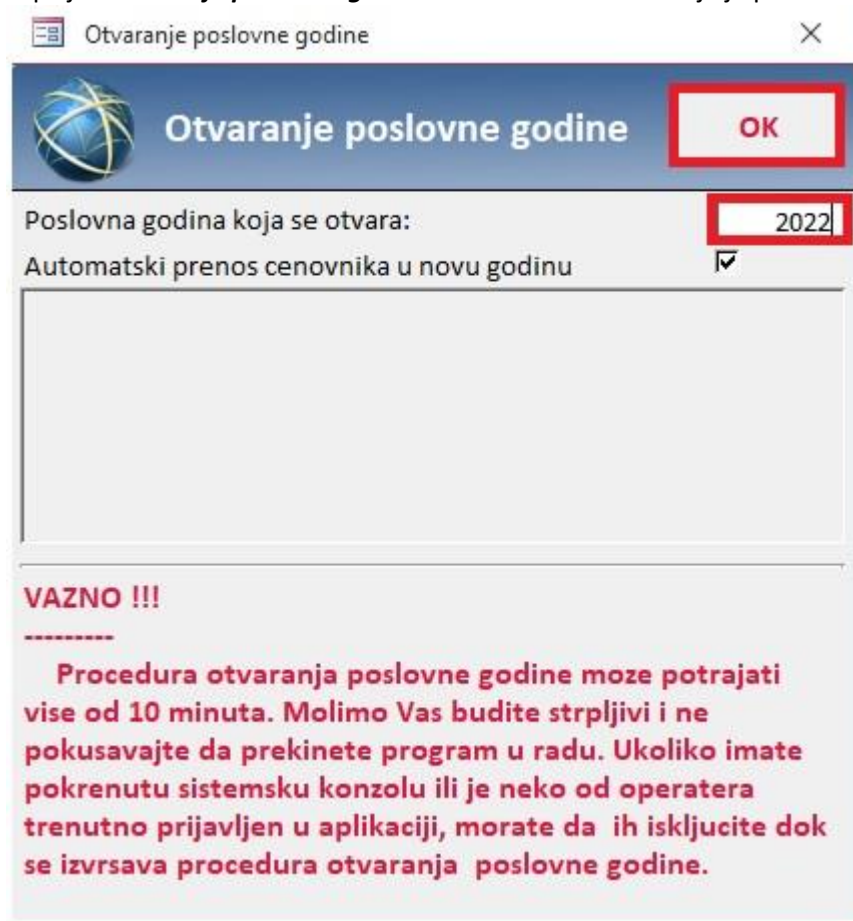 Otvaranje poslovne godine
Otvaranje poslovne godine
OK
Poslovna godina koja se otvara:
2022
Automatski prenos cenovnika u novu godinu
VAZNO !!!
---------
Procedura otvaranja poslovne godine moze potrajati
vise od 10 minuta. Molimo Vas budite strpljivi i ne
pokusavajte da prekinete program u radu. Ukoliko imate
pokrenutu sistemsku konzolu ili je neko od operatera
trenutno prijavljen u aplikaciji, morate da ih iskljucite dok
se izvrsava procedura otvaranja poslovne godine.